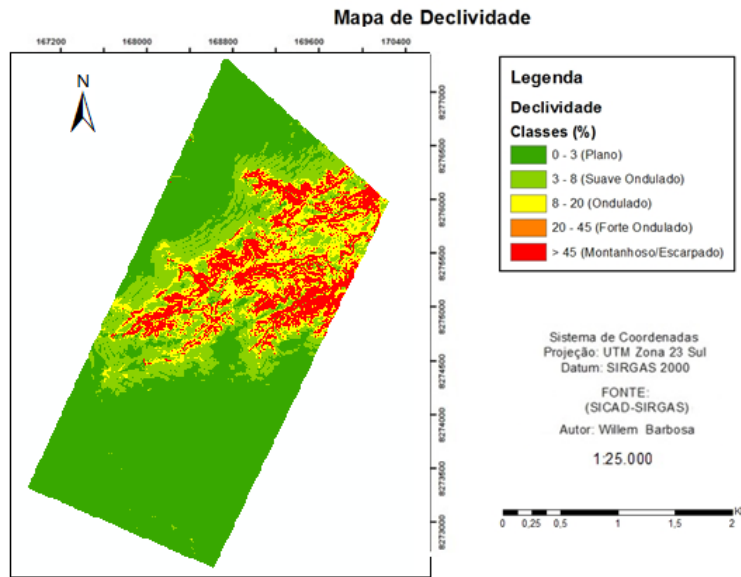 Mapa de Declividade
167200 168000 168800 169600 170400
N
8277000
8276500
8276000
8275500
8275000
8274500
8274000
8273500
8273000
Legenda
Declividade
Classes (%)
0 - 3 (Plano)
3 - 8 (Suave Ondulado)
8 - 20 (Ondulado)
20 - 45 (Forte Ondulado)
> 45 (Montanhoso/Escarpado)
Sistema de Coordenadas
Projeção: UTM Zona 23 Sul
Datum: SIRGAS 2000
FONTE:
(SICAD-SIRGAS)
Autor: Willem Barbosa
1:25.000
0 0,25 0,5 1 1,5 2